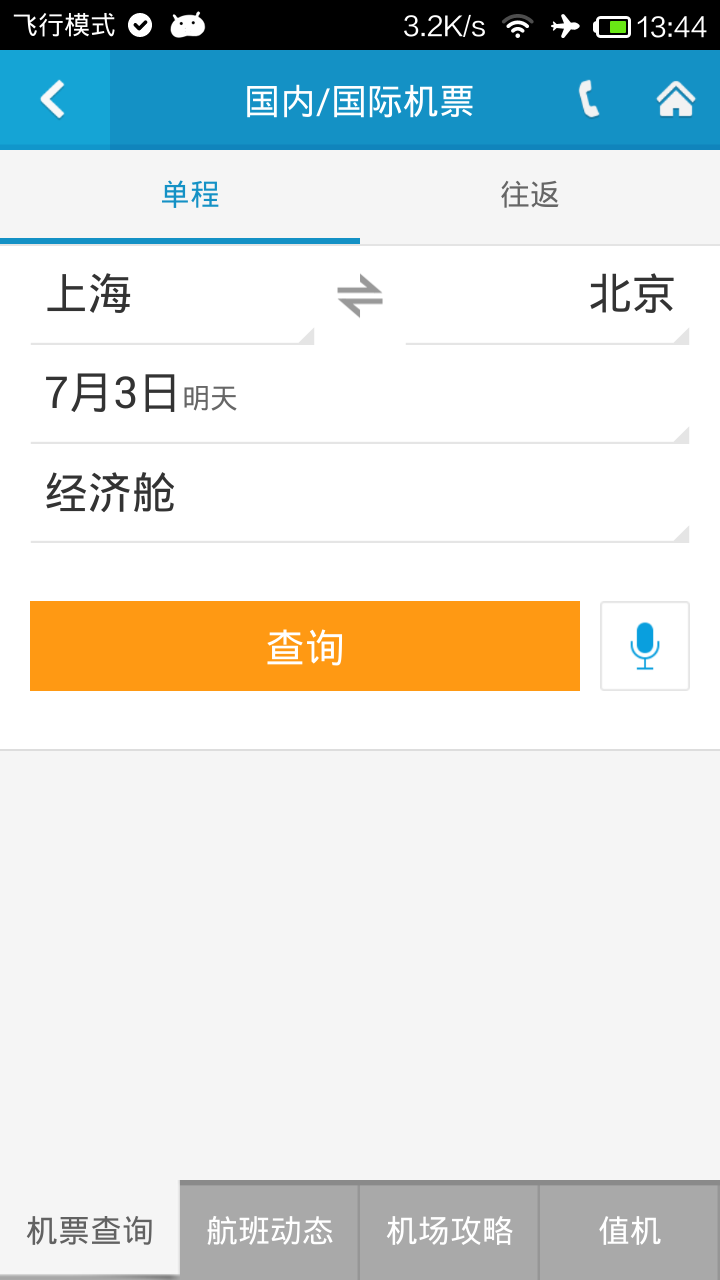 飞行模式 3.2K/s 13:44
国内/国际机票
单程 往返
上海 北京
7月3日明天
经济舱
查询
机票查询 航班动态 机场攻略 值机